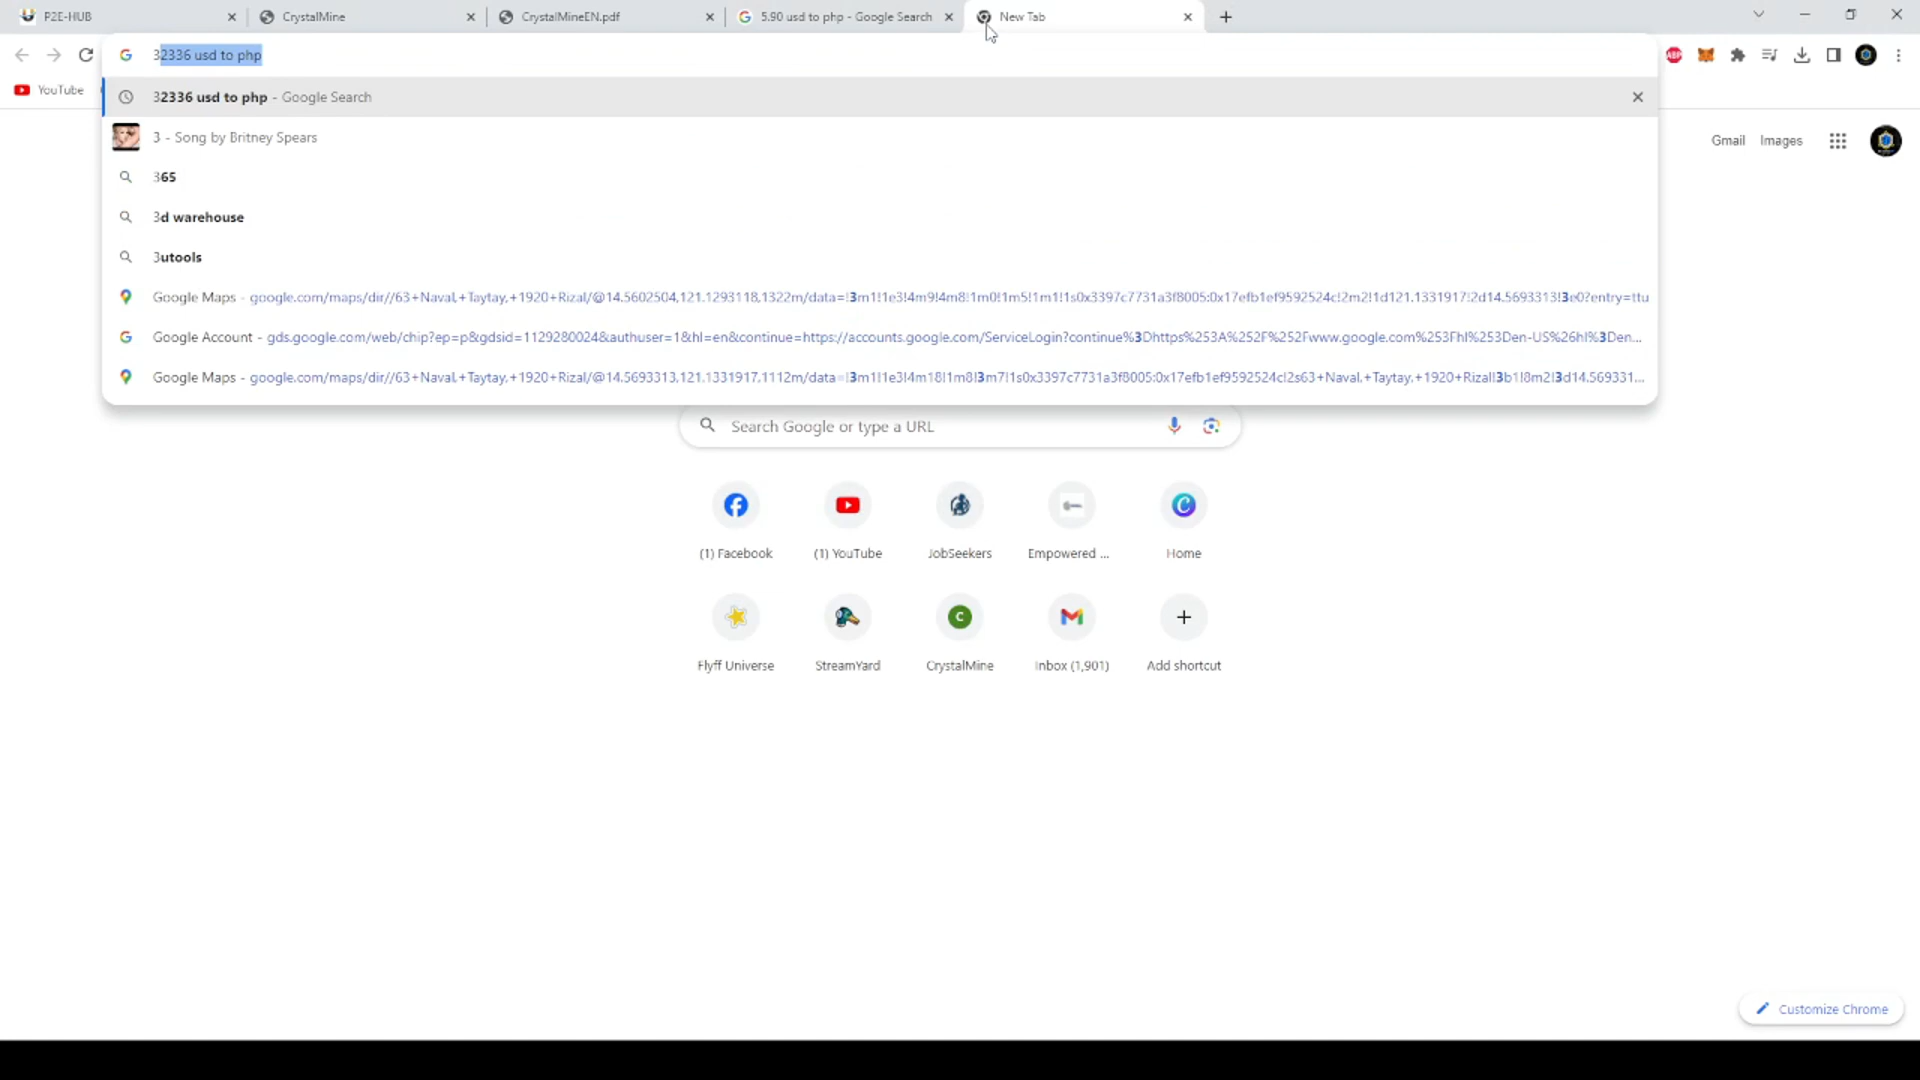 P2E-HUB
CrystalMine
CrystalMineEN.pdf
5.90 usd to php - Google Search
New Tab
32336 usd to php
YouTube
32336 usd to php - Google Search
3 - Song by Britney Spears
365
3d warehouse
3utools
Google Maps - google.com/maps/dir//63+Naval,+Taytay,+1920+Rizal/@14.5602504,121.1293118,1322m/data=!3m1!1e3!4m9!4m8!1m0!1m5!1m1!1s0x3397c7731a3f8005:0x17efb1ef9592524c!2m2!1d121.1331917!2d14.5693313!3e0?entry=ttu
Google Account - gds.google.com/web/chip?ep=p&gdsid=1129280024&authuser=1&hl=en&continue=https://accounts.google.com/ServiceLogin?continue%3Dhttps%253A%252F%252Fwww.google.com%253Fhl%253Den-US%26hl%3Den...
Google Maps - google.com/maps/dir//63+Naval,+Taytay,+1920+Rizal/@14.5693313,121.1331917,1112m/data=!3m1!1e3!4m18!1m8!3m7!1s0x3397c7731a3f8005:0x17efb1ef9592524c!2s63+Naval,+Taytay,+1920+Rizal!3b1!8m2!3d14.569331...
Gmail
Images
Search Google or type a URL
(1) Facebook
(1) YouTube
JobSeekers
Empowered ...
Home
Flyff Universe
StreamYard
C
CrystalMine
Inbox (1,901)
Add shortcut
Customize Chrome
ABP